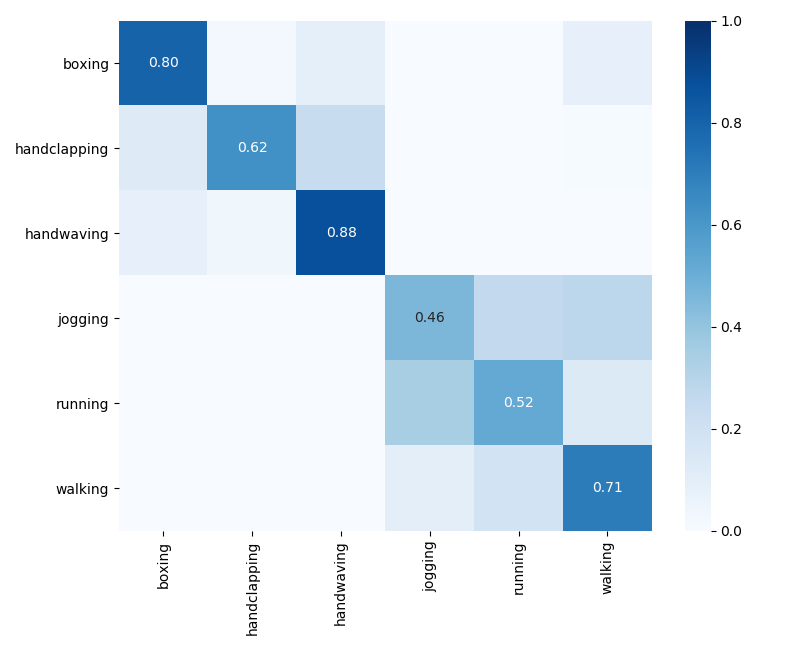 boxing
handclapping
handwaving
jogging
running
walking
0.80
0.62
0.88
0.46
0.52
0.71
boxing
handclapping
handwaving
jogging
running
walking
1.0
0.8
0.6
0.4
0.2
0.0